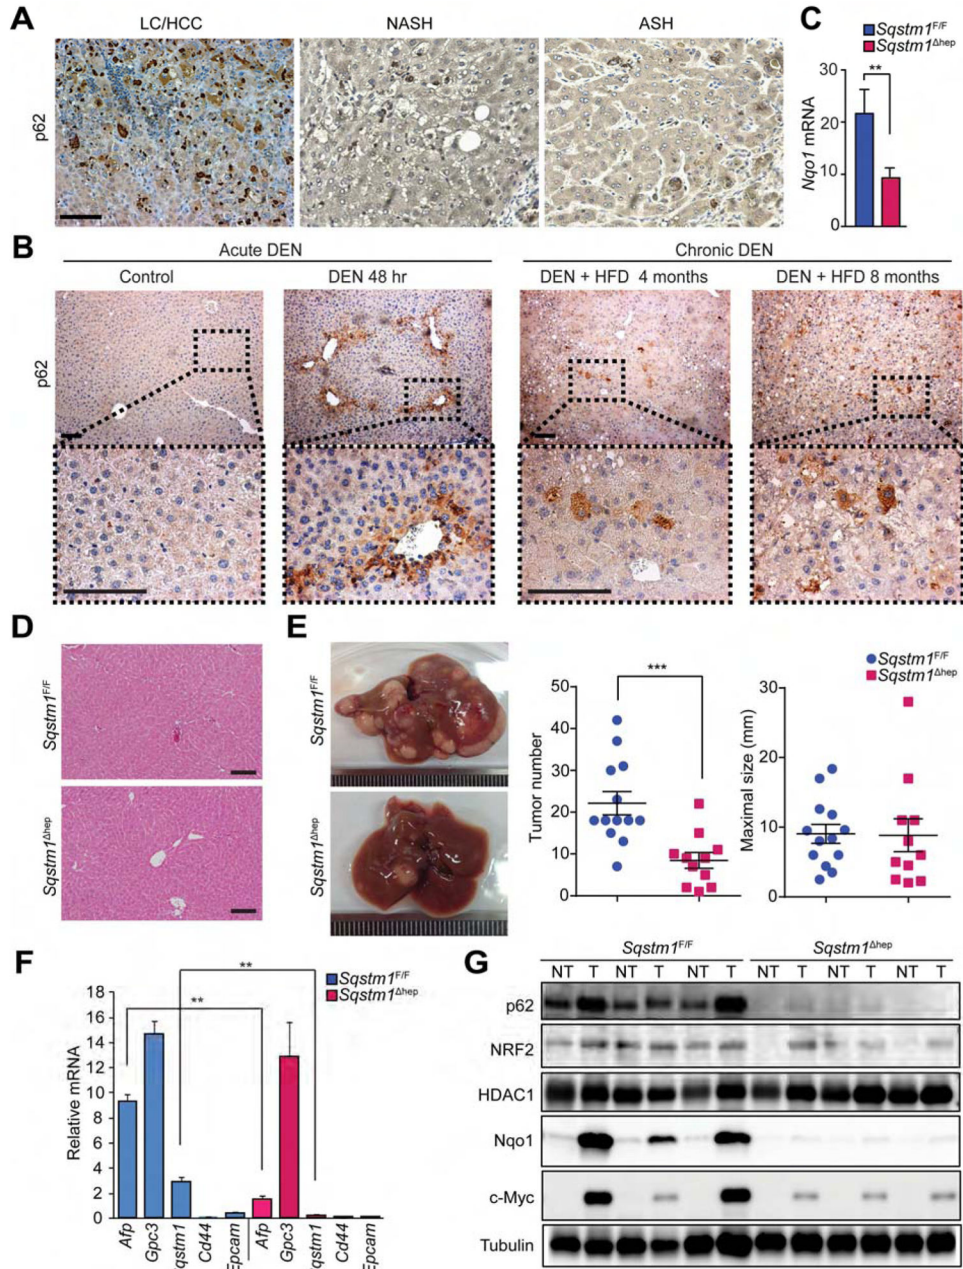 A
LC/HCC
NASH
ASH
p62
C
Sqstm1F/F
Sqstm1Δhep
**
30
20
10
0
Nqo1 mRNA
B
Acute DEN
Chronic DEN
Control
DEN 48 hr
DEN + HFD 4 months
DEN + HFD 8 months
p62
D
Sqstm1F/F
Sqstm1Δhep
E
Sqstm1F/F
Sqstm1Δhep
***
50
40
30
20
10
0
Tumor number
Sqstm1F/F
Sqstm1Δhep
30
20
10
0
Maximal size (mm)
F
Sqstm1F/F
Sqstm1Δhep
**
**
18
16
14
12
10
8
6
4
2
0
Relative mRNA
Afp
Gpc3
Sqstm1
Cd44
Epcam
Afp
Gpc3
Sqstm1
Cd44
Epcam
G
Sqstm1F/F
Sqstm1Δhep
NT T NT T NT T NT T NT T NT T
p62
NRF2
HDAC1
Nqo1
c-Myc
Tubulin